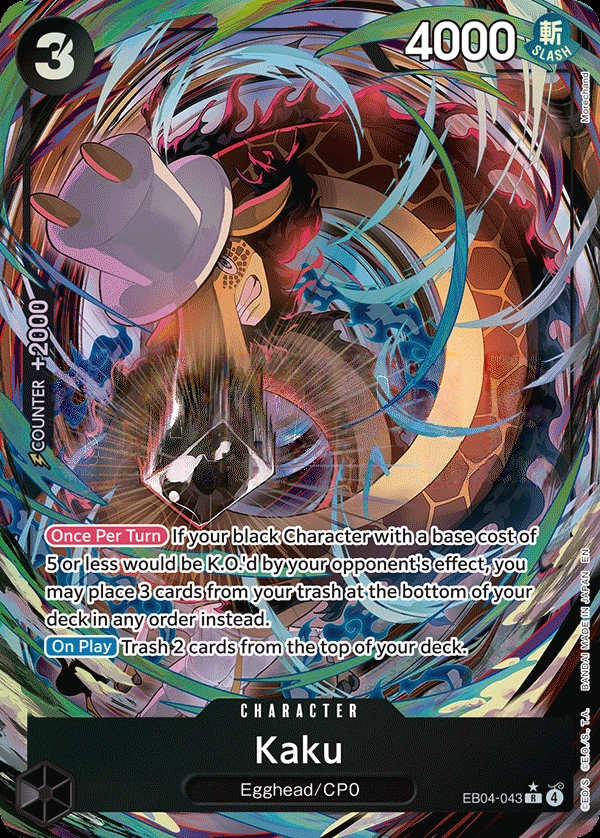 3
4000
斬
SLASH
Morechand
COUNTER +2000
Once Per Turn If your black Character with a base cost of
5 or less would be K.O.'d by your opponent's effect, you
may place 3 cards from your trash at the bottom of your
deck in any order instead.
On Play Trash 2 cards from the top of your deck.
©EO/S ©E.O./S., T.A. BANDAI MADE IN JAPAN EN
CHARACTER
Kaku
Egghead/CP0
EB04-043 R 4